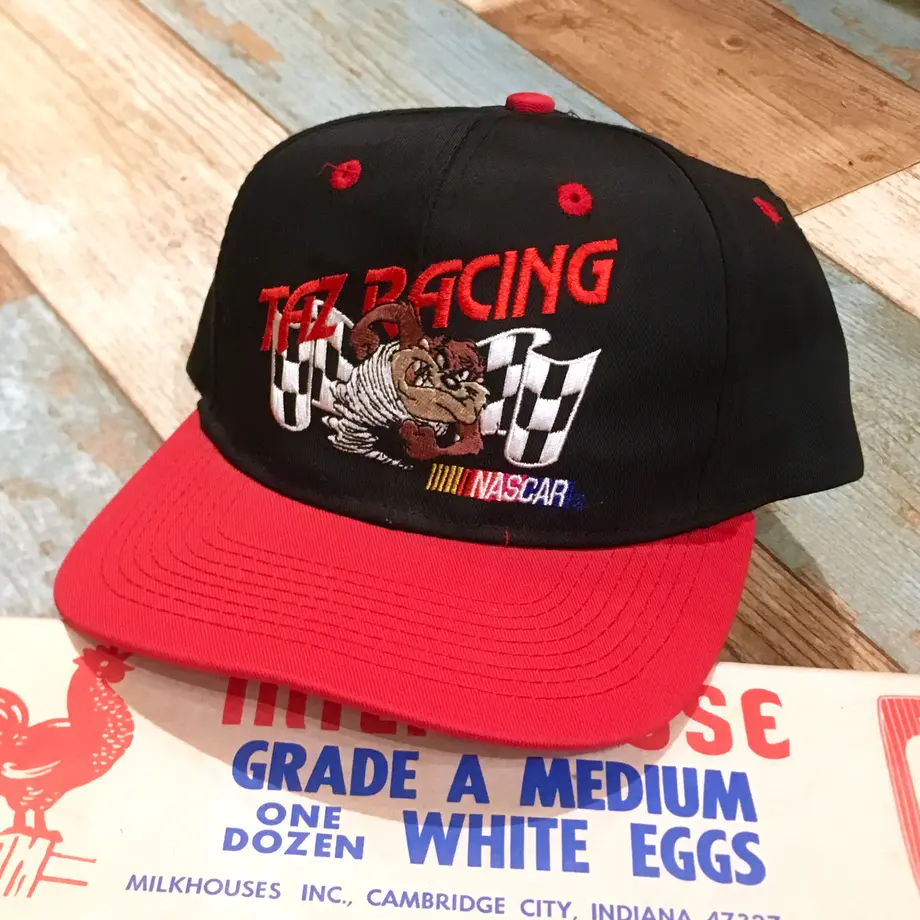 TAZ RACING
NASCAR
GRADE A MEDIUM
ONE DOZEN WHITE EGGS
MILKHOUSES INC., CAMBRIDGE CITY, INDIANA